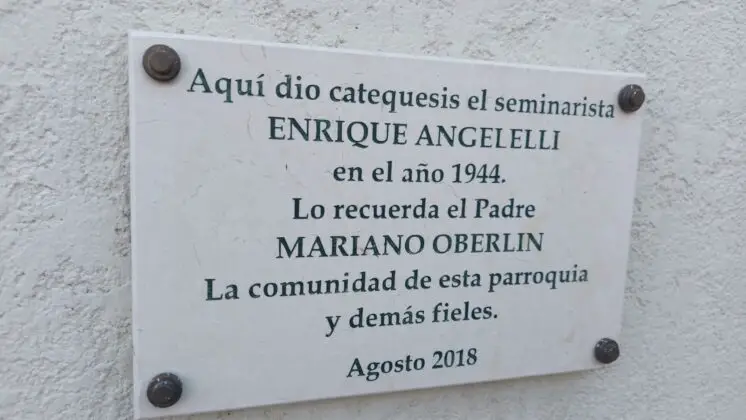 Aquí dio catequesis el seminarista
ENRIQUE ANGELELLI
en el año 1944.
Lo recuerda el Padre
MARIANO OBERLIN
La comunidad de esta parroquia
y demás fieles.
Agosto 2018